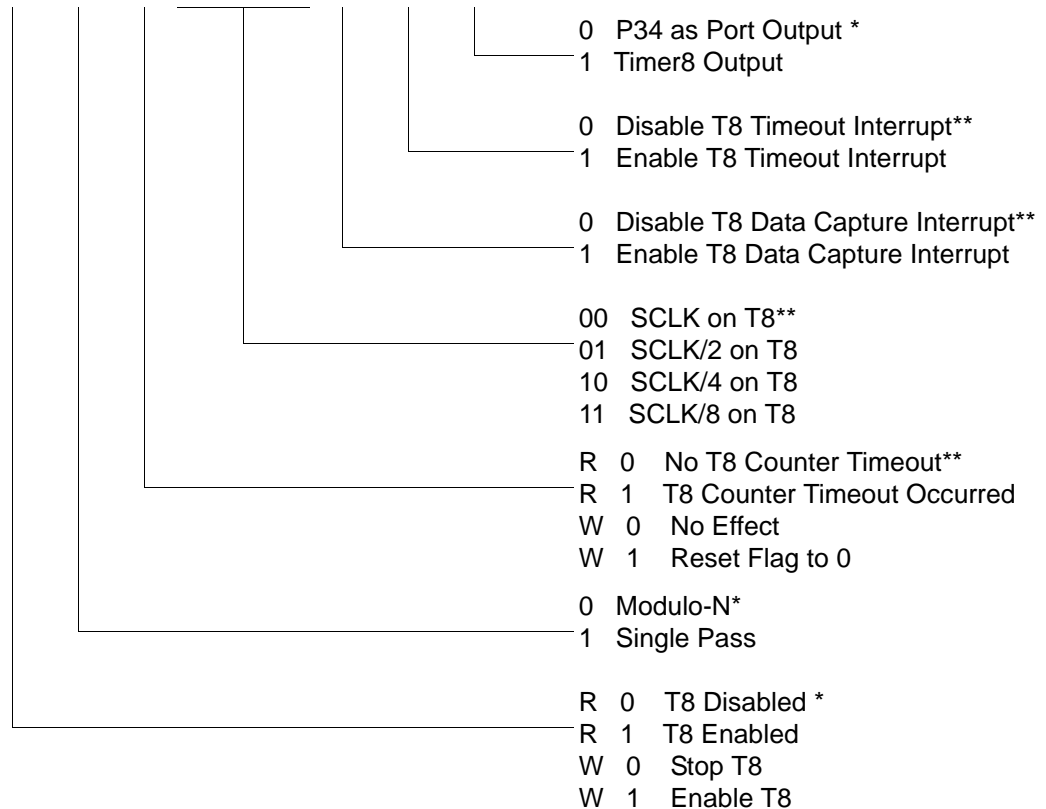 0 P34 as Port Output *
1 Timer8 Output
0 Disable T8 Timeout Interrupt**
1 Enable T8 Timeout Interrupt
0 Disable T8 Data Capture Interrupt**
1 Enable T8 Data Capture Interrupt
00 SCLK on T8**
01 SCLK/2 on T8
10 SCLK/4 on T8
11 SCLK/8 on T8
R 0 No T8 Counter Timeout**
R 1 T8 Counter Timeout Occurred
W 0 No Effect
W 1 Reset Flag to 0
0 Modulo-N*
1 Single Pass
R 0 T8 Disabled *
R 1 T8 Enabled
W 0 Stop T8
W 1 Enable T8